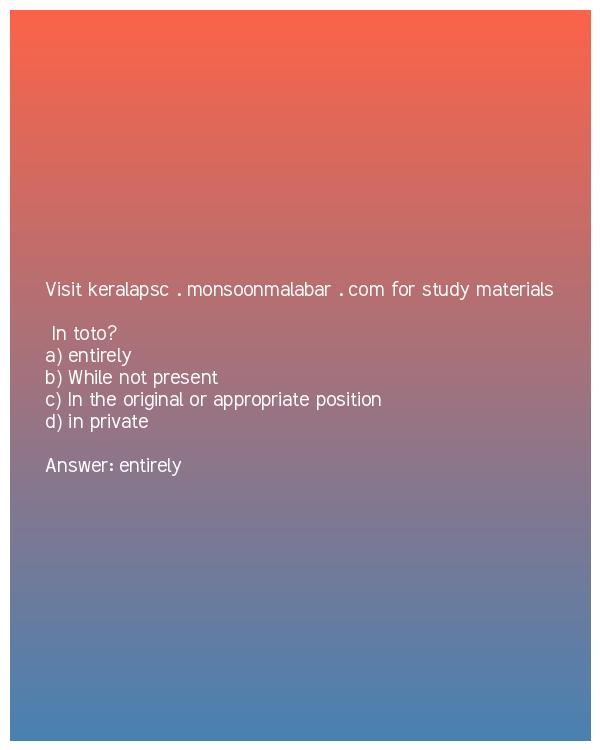 Visit keralapsc . monsoonmalabar . com for study materials
In toto?
a) entirely
b) While not present
c) In the original or appropriate position
d) in private
Answer: entirely